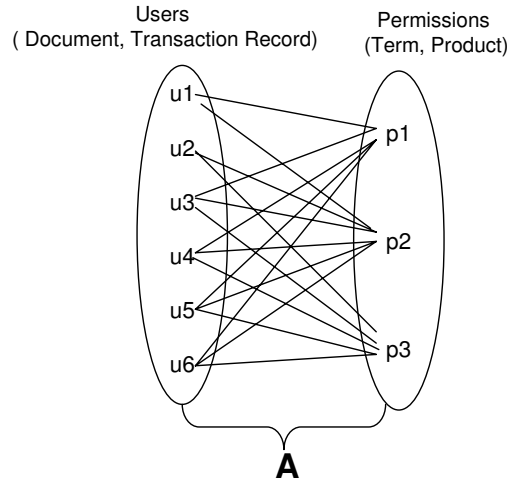 Users
( Document, Transaction Record)
Permissions
(Term, Product)
u1
u2
u3
u4
u5
u6
p1
p2
p3
A